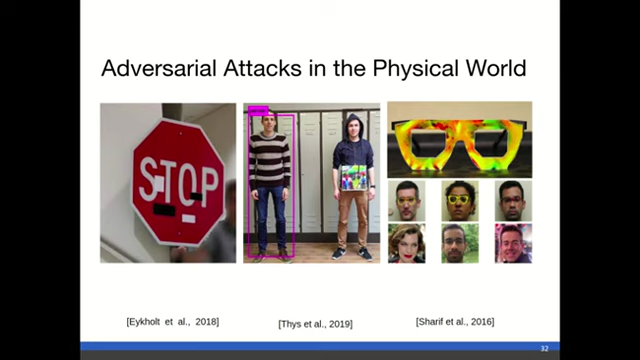 Adversarial Attacks in the Physical World
STOP
[Eykholt et al., 2018]
[Thys et al., 2019]
[Sharif et al., 2016]
32